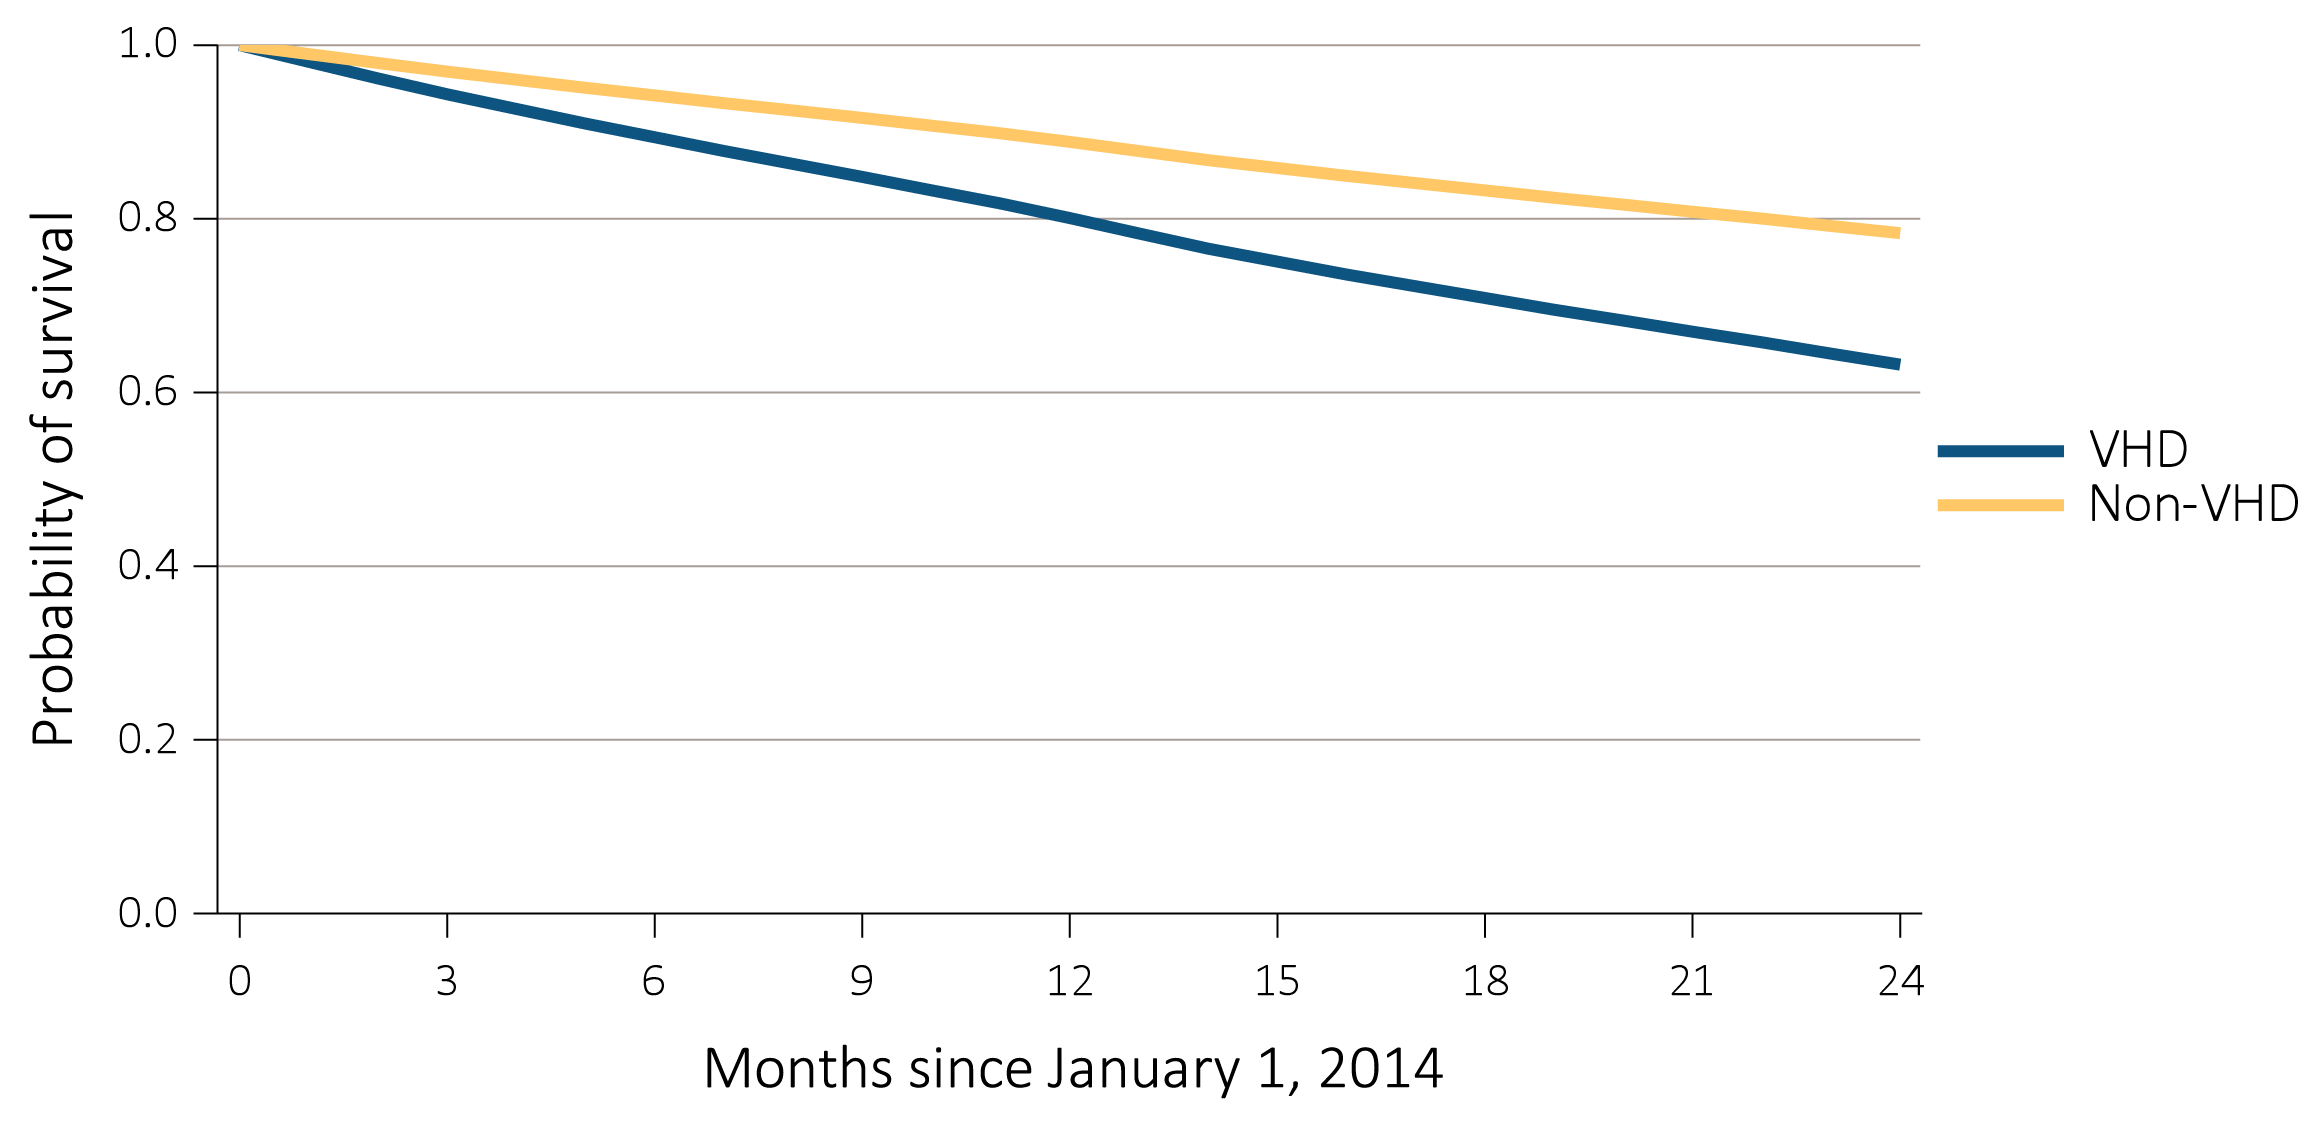 Probability of survival
1.0
0.8
0.6
0.4
0.2
0.0
0 3 6 9 12 15 18 21 24
Months since January 1, 2014
VHD
Non-VHD